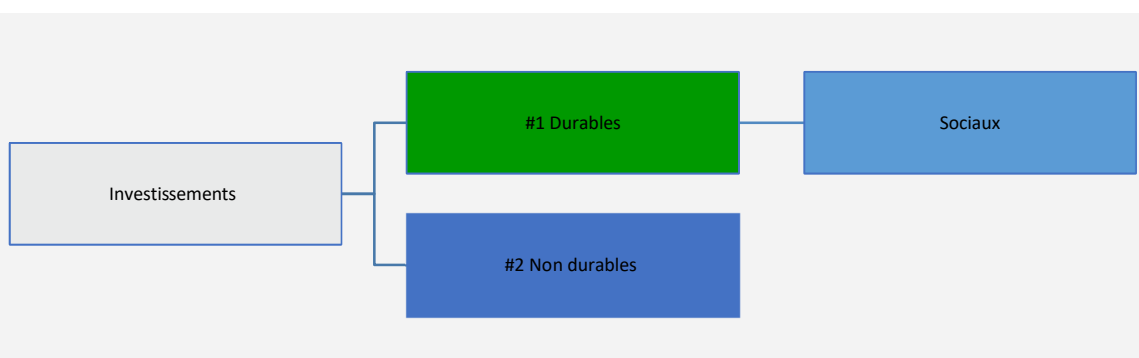 Investissements
#1 Durables
Sociaux
#2 Non durables